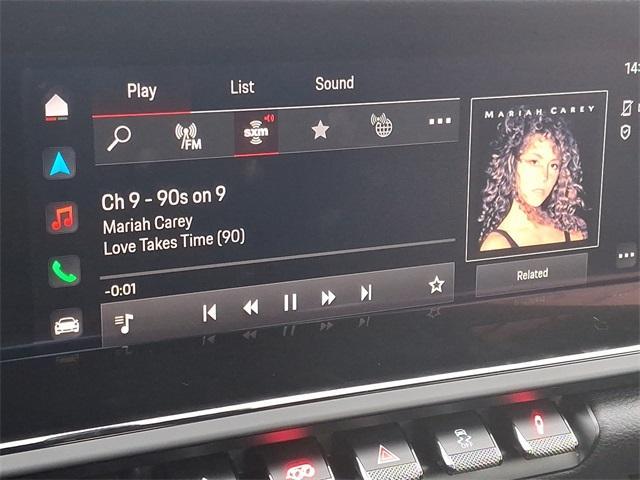 Play List Sound
14:
FM
sxm
MARIAH CAREY
Ch 9 - 90s on 9
Mariah Carey
Love Takes Time (90)
Related
-0:01